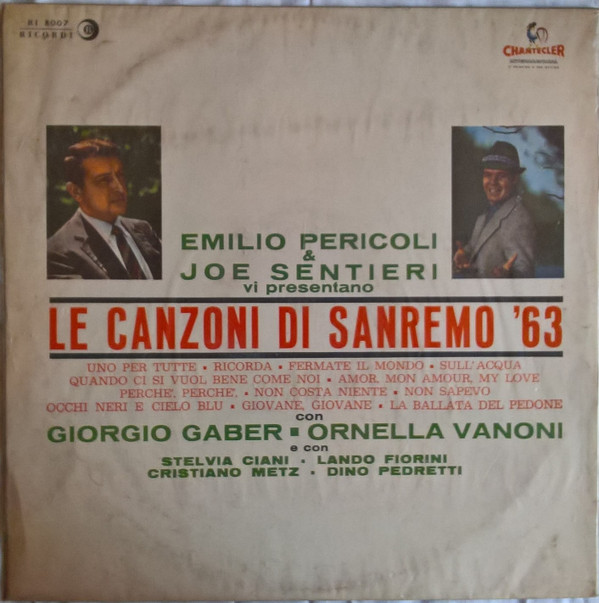 RI 8007
RICORDI R
CHANTECLER
EMILIO PERICOLI
&
JOE SENTIERI
vi presentano
LE CANZONI DI SANREMO '63
UNO PER TUTTE • RICORDA • FERMATE IL MONDO • SULL'ACQUA
QUANDO CI SI VUOL BENE COME NOI • AMOR, MON AMOUR, MY LOVE
PERCHE', PERCHE', • NON COSTA NIENTE • NON SAPEVO
OCCHI NERI E CIELO BLU • GIOVANE, GIOVANE • LA BALLATA DEL PEDONE
con
GIORGIO GABER ▪ ORNELLA VANONI
e con
STELVIA CIANI ▪ LANDO FIORINI
CRISTIANO METZ ▪ DINO PEDRETTI